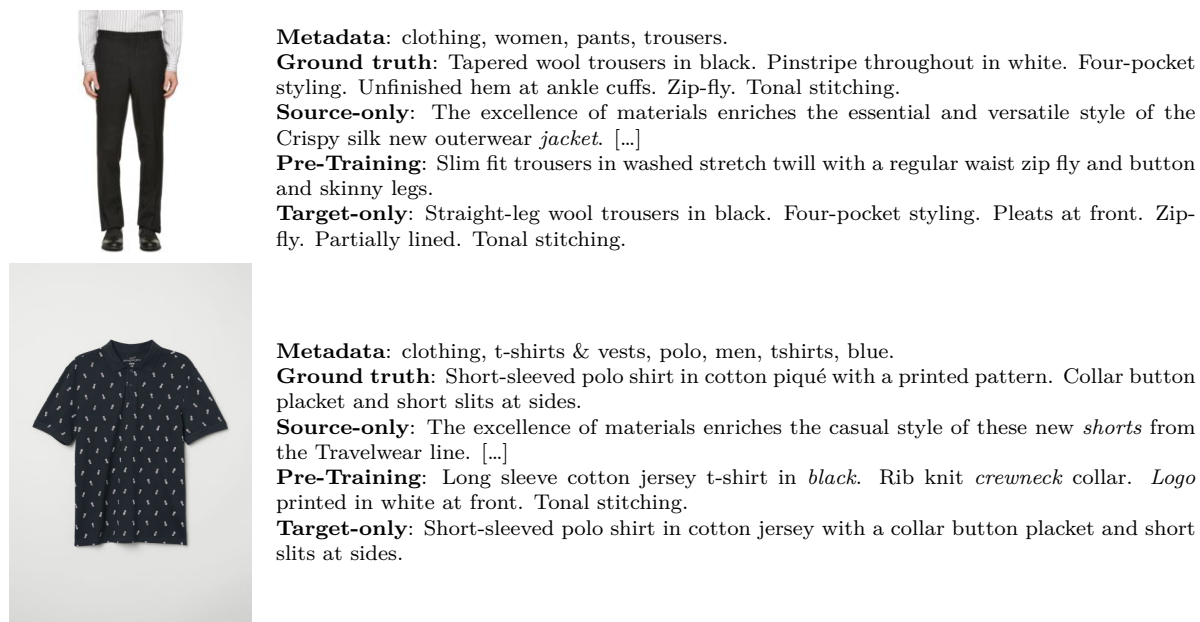 Metadata: clothing, women, pants, trousers.
Ground truth: Tapered wool trousers in black. Pinstripe throughout in white. Four-pocket
styling. Unfinished hem at ankle cuffs. Zip-fly. Tonal stitching.
Source-only: The excellence of materials enriches the essential and versatile style of the
Crispy silk new outerwear jacket. [...]
Pre-Training: Slim fit trousers in washed stretch twill with a regular waist zip fly and button
and skinny legs.
Target-only: Straight-leg wool trousers in black. Four-pocket styling. Pleats at front. Zip-
fly. Partially lined. Tonal stitching.
Metadata: clothing, t-shirts & vests, polo, men, tshirts, blue.
Ground truth: Short-sleeved polo shirt in cotton piqué with a printed pattern. Collar button
placket and short slits at sides.
Source-only: The excellence of materials enriches the casual style of these new shorts from
the Travelwear line. [...]
Pre-Training: Long sleeve cotton jersey t-shirt in black. Rib knit crewneck collar. Logo
printed in white at front. Tonal stitching.
Target-only: Short-sleeved polo shirt in cotton jersey with a collar button placket and short
slits at sides.